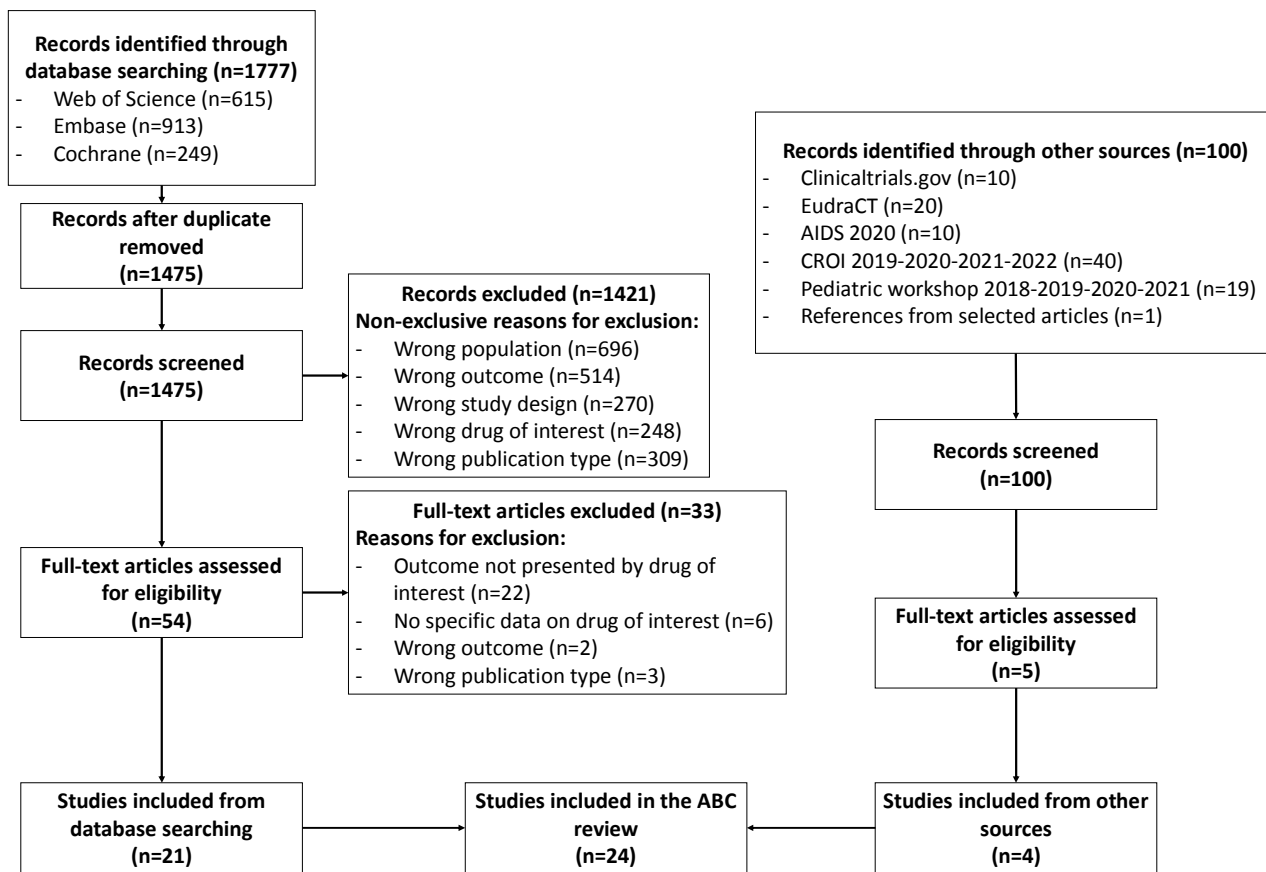 Records identified through
database searching (n=1777)
- Web of Science (n=615)
- Embase (n=913)
- Cochrane (n=249)
Records after duplicate
removed
(n=1475)
Records screened
(n=1475)
Records excluded (n=1421)
Non-exclusive reasons for exclusion:
- Wrong population (n=696)
- Wrong outcome (n=514)
- Wrong study design (n=270)
- Wrong drug of interest (n=248)
- Wrong publication type (n=309)
Full-text articles assessed
for eligibility
(n=54)
Full-text articles excluded (n=33)
Reasons for exclusion:
- Outcome not presented by drug of
interest (n=22)
- No specific data on drug of interest (n=6)
- Wrong outcome (n=2)
- Wrong publication type (n=3)
Studies included from
database searching
(n=21)
Records identified through other sources (n=100)
- Clinicaltrials.gov (n=10)
- EudraCT (n=20)
- AIDS 2020 (n=10)
- CROI 2019-2020-2021-2022 (n=40)
- Pediatric workshop 2018-2019-2020-2021 (n=19)
- References from selected articles (n=1)
Records screened
(n=100)
Full-text articles assessed
for eligibility
(n=5)
Studies included from other
sources
(n=4)
Studies included in the ABC
review
(n=24)